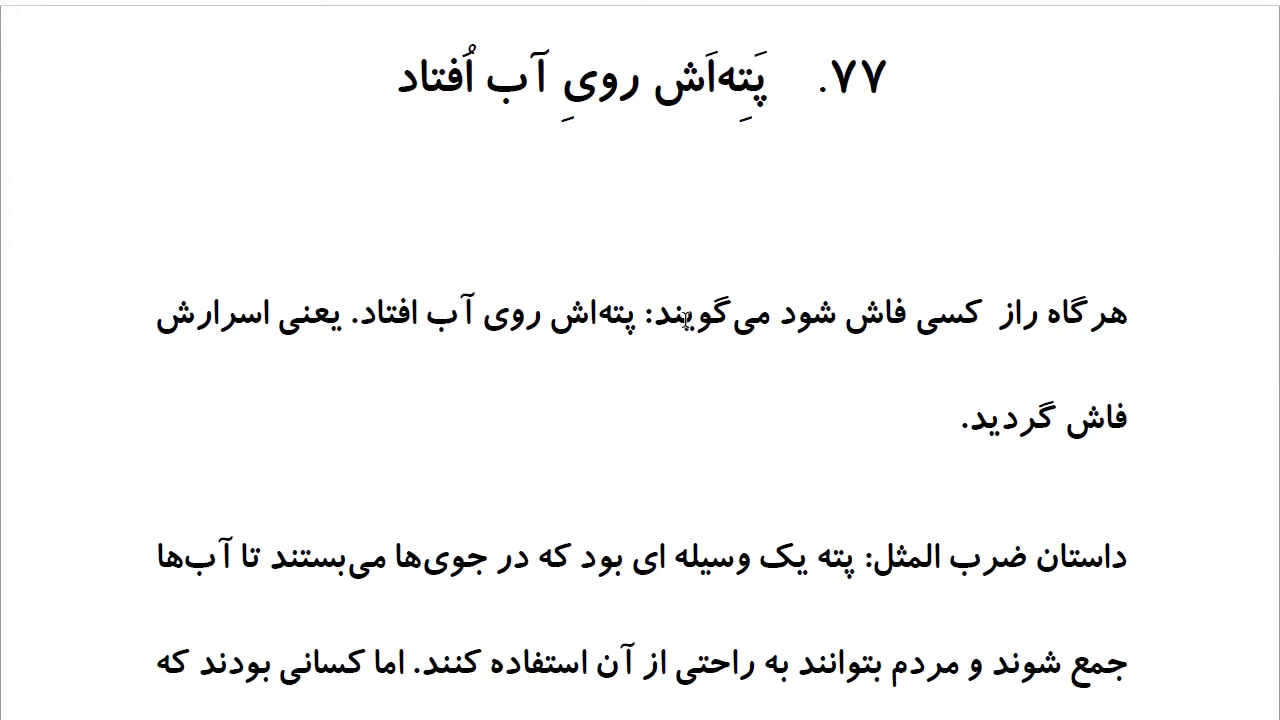 ۷۷. پَتِه‌اَش رویِ آب اُفتاد
هرگاه راز کسی فاش شود می‌گویند: پته‌اش روی آب افتاد. یعنی اسرارش
فاش گردید.
داستان ضرب المثل: پته یک وسیله ای بود که در جوی‌ها می‌بستند تا آب‌ها
جمع شوند و مردم بتوانند به راحتی از آن استفاده کنند. اما کسانی بودند که